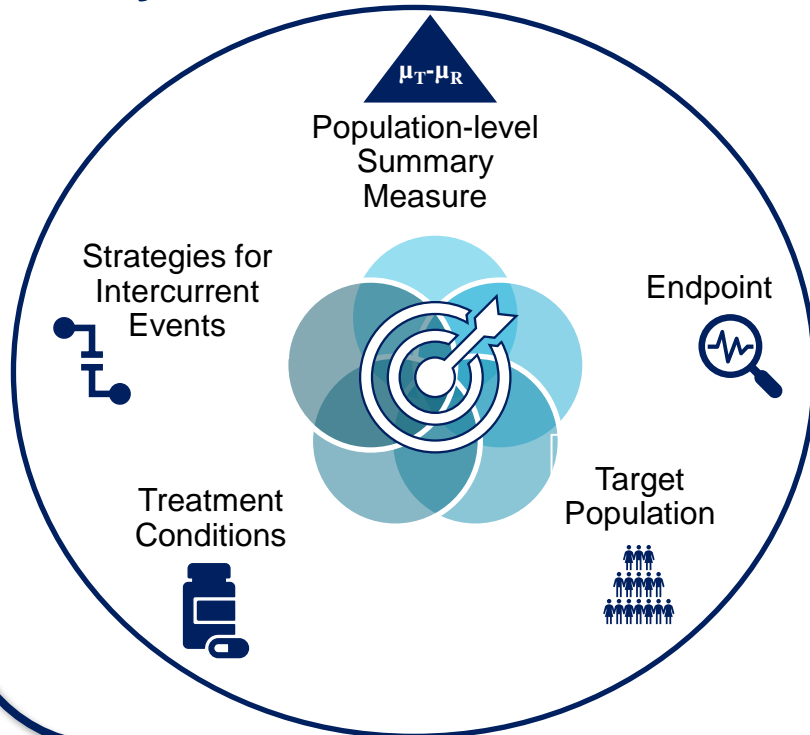 μT-μR
Population-level
Summary
Measure
Strategies for
Intercurrent
Events
Endpoint
Treatment
Conditions
Target
Population